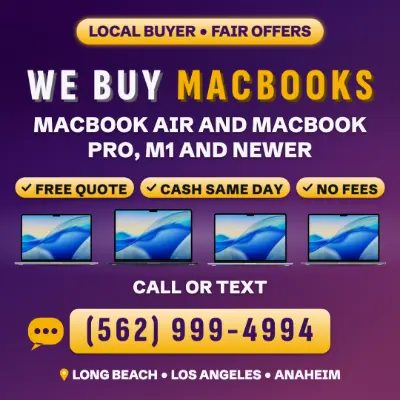 LOCAL BUYER • FAIR OFFERS
WE BUY MACBOOKS
MACBOOK AIR AND MACBOOK
PRO, M1 AND NEWER
✓ FREE QUOTE ✓ CASH SAME DAY ✓ NO FEES
CALL OR TEXT
(562) 999-4994
LONG BEACH • LOS ANGELES • ANAHEIM